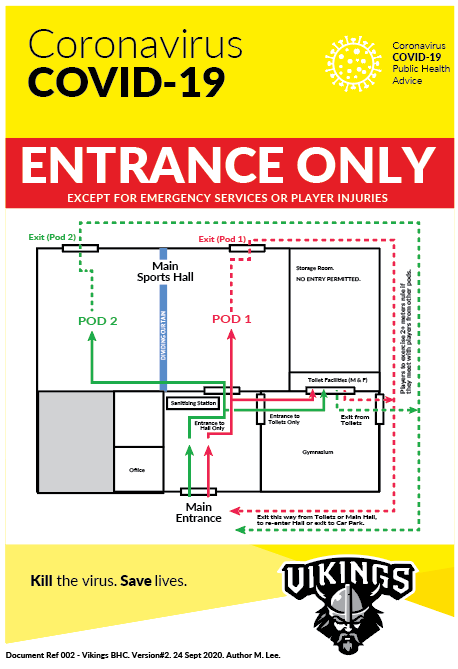 Coronavirus
COVID-19
Coronavirus
COVID-19
Public Health
Advice
ENTRANCE ONLY
EXCEPT FOR EMERGENCY SERVICES OR PLAYER INJURIES
Exit (Pod 2)
Exit (Pod 1)
Main
Sports Hall
Storage Room.
NO ENTRY PERMITTED.
Players to exercise 2+ meters rule if
they meet with players from other pods.
POD 2
DIVIDING CURTAIN
POD 1
Toilet Facilities (M & F)
Sanitising Station
Entrance to
Hall Only
Entrance to
Toilets Only
Exit from
Toilets
Office
Gymnasium
Main
Entrance
Exit this way from Toilets or Main Hall,
to re-enter Hall or exit to Car Park.
Kill the virus. Save lives.
VIKINGS
Document Ref 002 - Vikings BHC. Version#2. 24 Sept 2020. Author M. Lee.